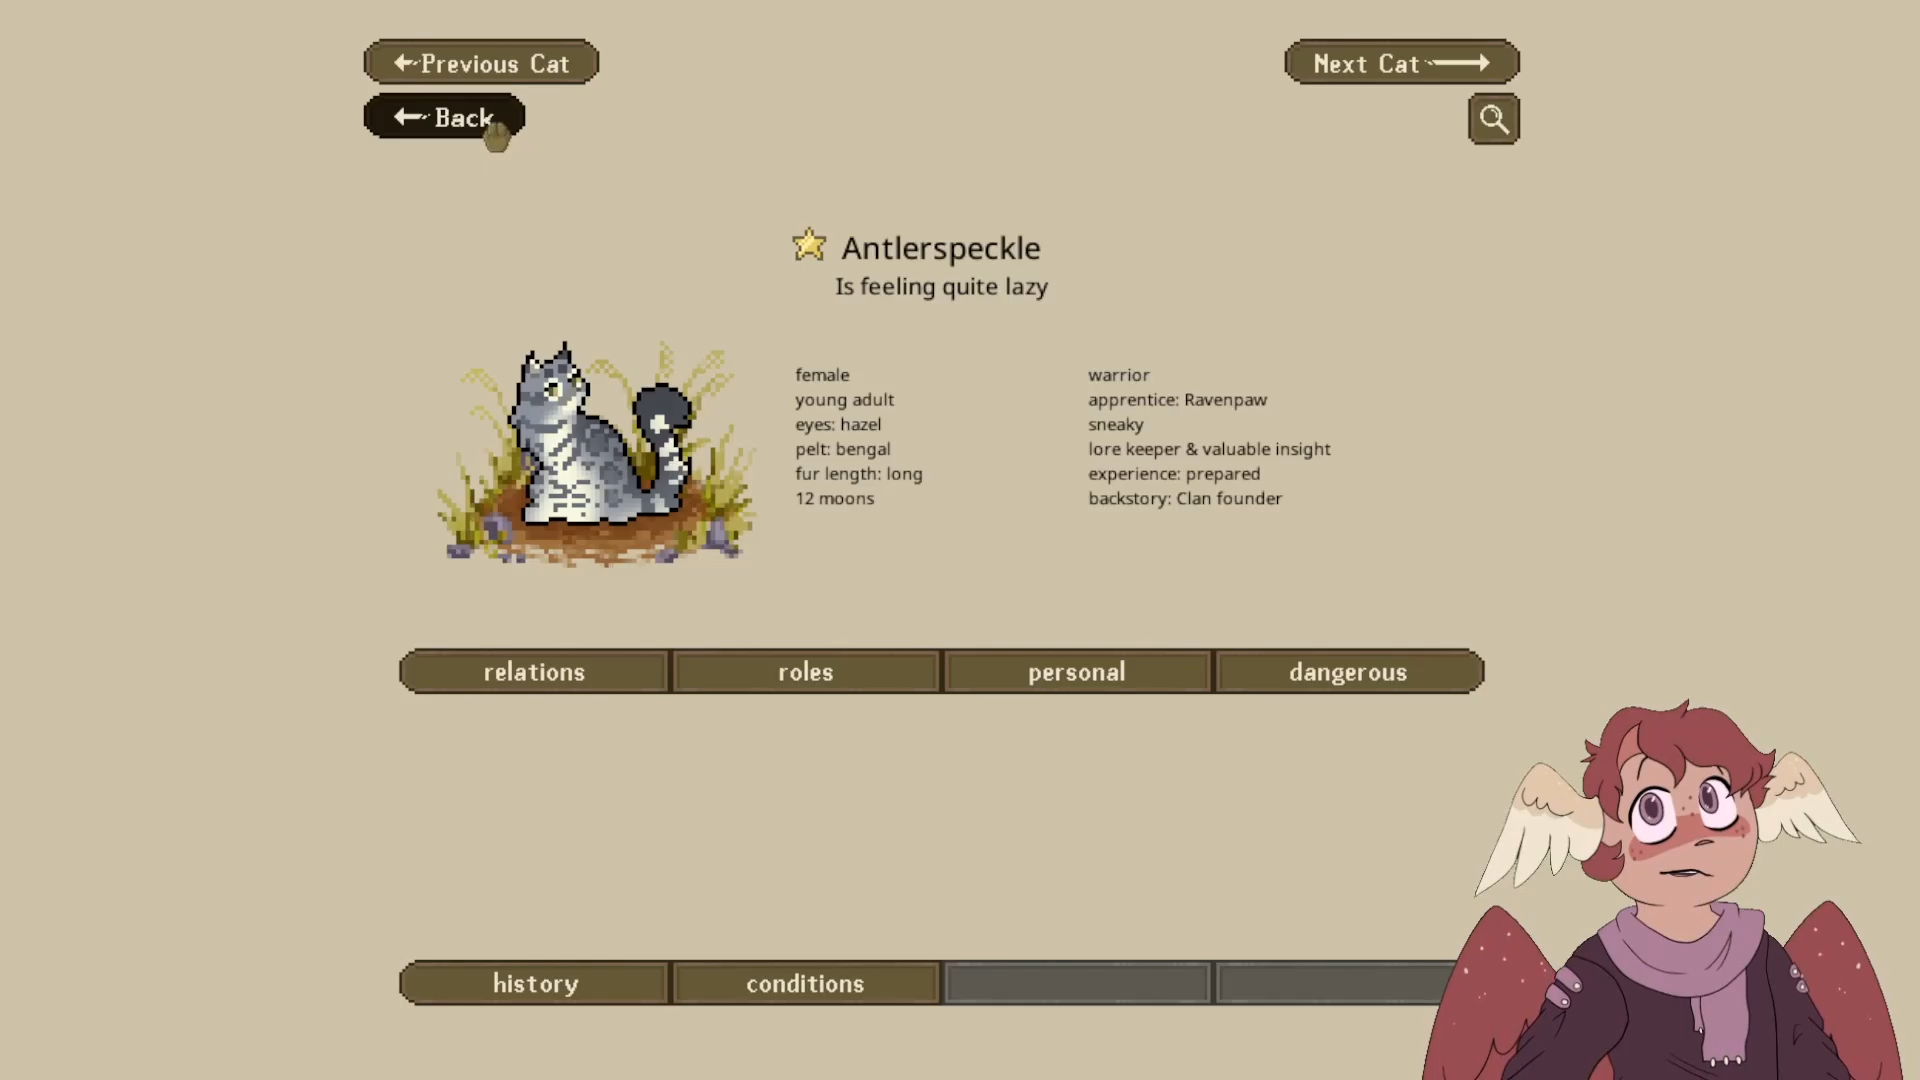 Previous Cat
Next Cat
Back
Antlerspeckle
Is feeling quite lazy
female
young adult
eyes: hazel
pelt: bengal
fur length: long
12 moons
warrior
apprentice: Ravenpaw
sneaky
lore keeper & valuable insight
experience: prepared
backstory: Clan founder
relations
roles
personal
dangerous
history
conditions